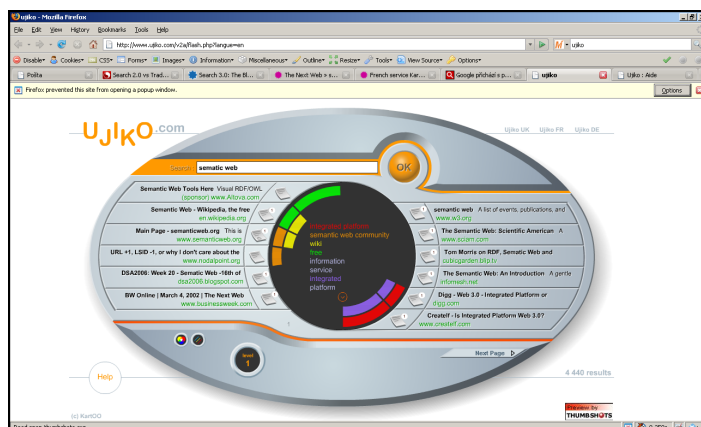 ujiko - Mozilla Firefox
File Edit View History Bookmarks Tools Help
http://www.ujiko.com/v2a/flash.php?langue=en
ujiko
Disable Cookies CSS Forms Images Information Miscellaneous Outline Resize Tools View Source Options
Pošta
Search 2.0 vs Trad...
Search 3.0: The Bl...
The Next Web » s...
French service Kar...
Google přichází s p...
ujiko
Ujiko : Aide
Firefox prevented this site from opening a popup window.
Options
UJIKO.com
Ujiko UK Ujiko FR Ujiko DE
Search
sematic web
OK
Semantic Web Tools Here Visual RDF/OWL
(sponsor) www.Altova.com
Semantic Web - Wikipedia, the free
en.wikipedia.org
Main Page - semanticweb.org This is
www.semanticweb.org
URL +1, LSID -1, or why I don't care about the
www.nodalpoint.org
DSA2006: Week 20 - Sematic Web -16th of
dsa2006.blogspot.com
BW Online | March 4, 2002 | The Next Web
www.businessweek.com
integrated platform
semantic web community
wiki
free
information
service
integrated
platform
semantic web A list of events, publications, and
www.w3.org
The Semantic Web: Scientific American A
www.sciam.com
Tom Morris on RDF, Sematic Web and
cubicgarden.blip.tv
The Semantic Web: An Introduction A gentle
infomesh.net
Digg - Web 3.0 - Integrated Platform or
digg.com
Createlf - Is Integrated Platform Web 3.0?
www.createlf.com
level
1
Next Page
Help
4 440 results
(c) KartOO
Preview by
THUMBSHOTS